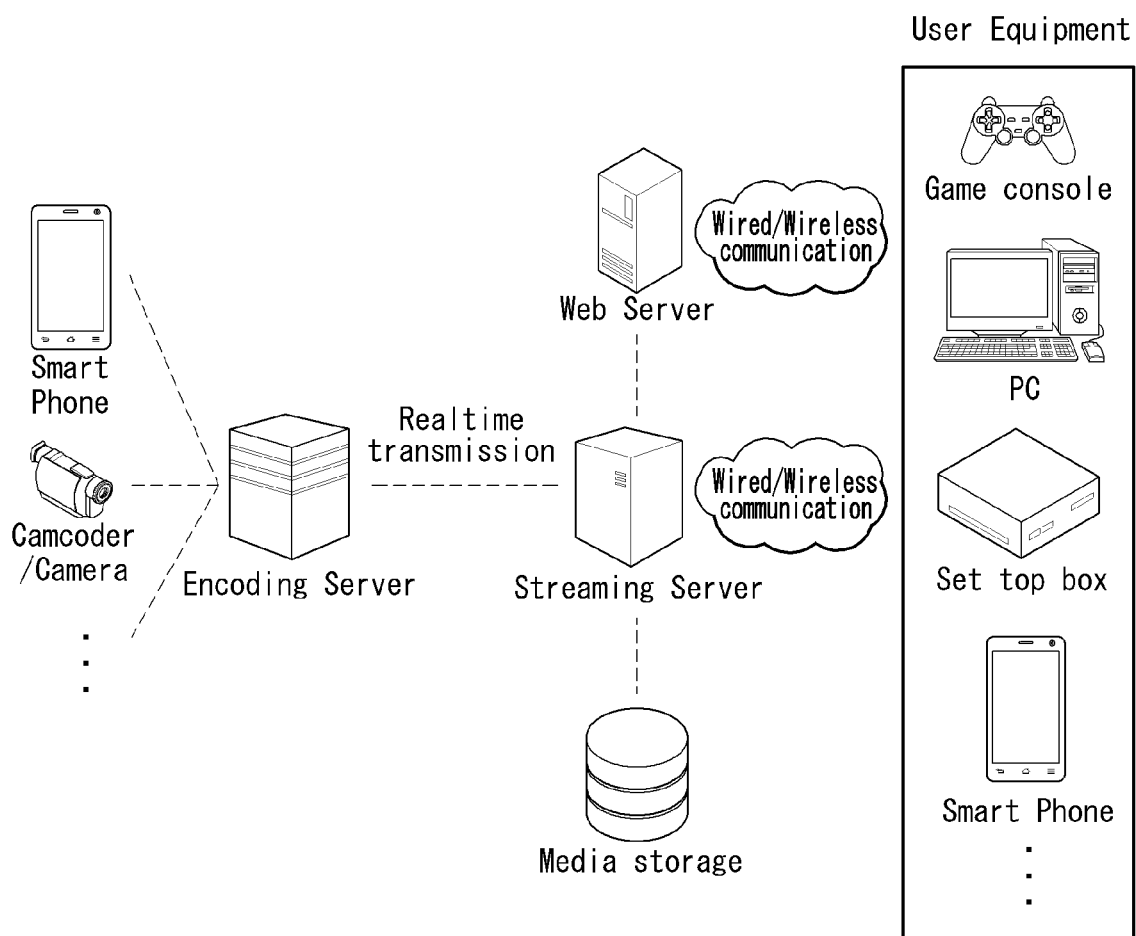 User Equipment
Game console
Wired/Wireless
communication
Web Server
Smart
Phone
PC
Realtime
transmission
Wired/Wireless
communication
Camcoder
/Camera
Encoding Server
Streaming Server
Set top box
Media storage
Smart Phone